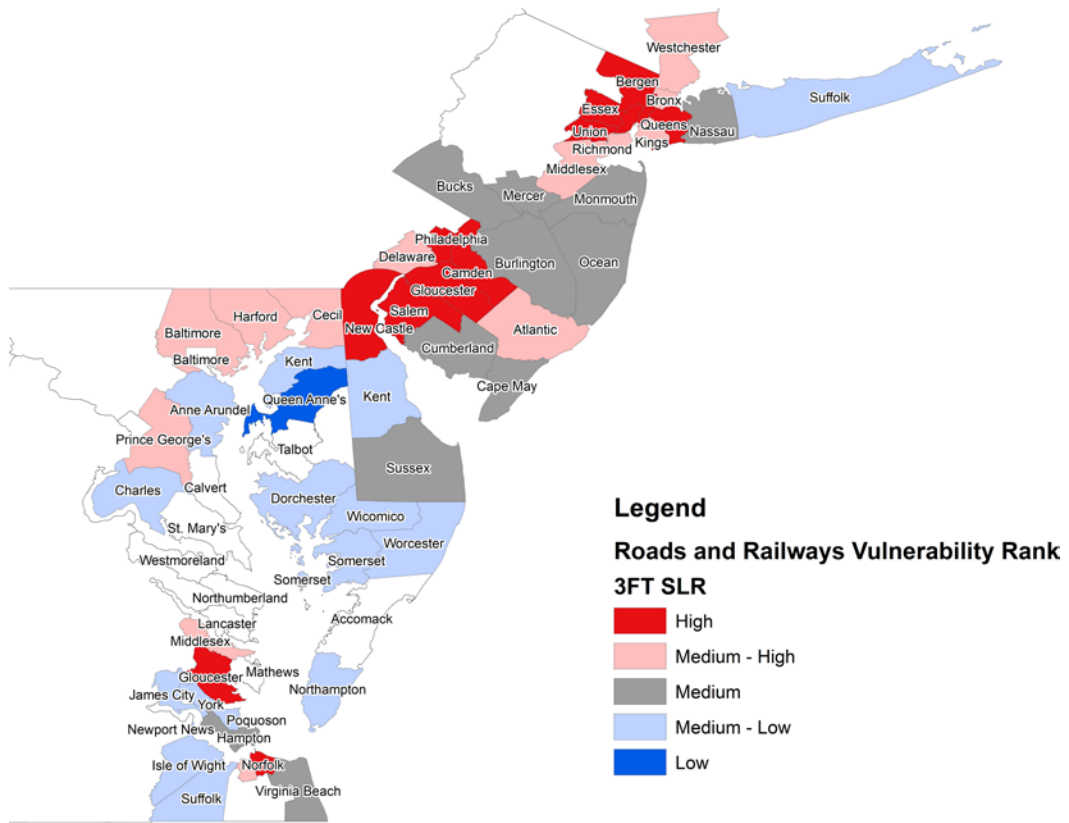 Westchester
Bergen
Suffolk
Bronx
Essex
Queens
Union
Nassau
Kings
Richmond
Middlesex
Bucks
Mercer
Monmouth
Philadelphia
Delaware
Burlington
Ocean
Camden
Gloucester
Salem
Cecil
Harford
New Castle
Atlantic
Baltimore
Cumberland
Baltimore
Kent
Cape May
Kent
Queen Anne's
Anne Arundel
Prince George's
Talbot
Sussex
Calvert
Charles
Dorchester
Wicomico
St. Mary's
Worcester
Westmoreland
Somerset
Somerset
Northumberland
Accomack
Lancaster
Middlesex
Mathews
Gloucester
Northampton
James City
York
Poquoson
Newport News
Hampton
Isle of Wight
Norfolk
Virginia Beach
Suffolk
Legend
Roads and Railways Vulnerability Rank
3FT SLR
High
Medium - High
Medium
Medium - Low
Low